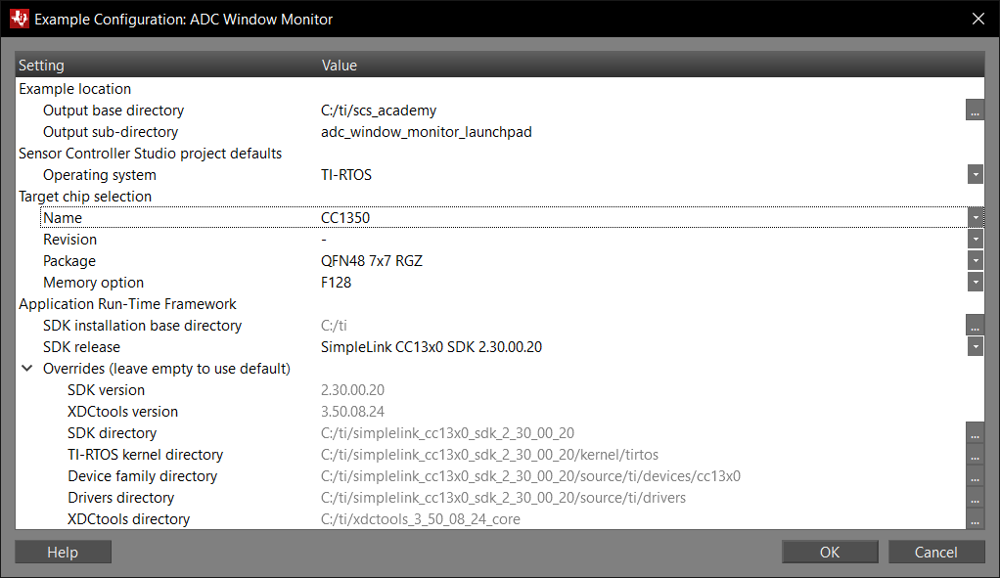 Example Configuration: ADC Window Monitor
Setting Value
Example location
Output base directory C:/ti/scs_academy ...
Output sub-directory adc_window_monitor_launchpad
Sensor Controller Studio project defaults
Operating system TI-RTOS
Target chip selection
Name CC1350
Revision -
Package QFN48 7x7 RGZ
Memory option F128
Application Run-Time Framework
SDK installation base directory C:/ti ...
SDK release SimpleLink CC13x0 SDK 2.30.00.20
Overrides (leave empty to use default)
SDK version 2.30.00.20
XDCtools version 3.50.08.24
SDK directory C:/ti/simplelink_cc13x0_sdk_2_30_00_20 ...
TI-RTOS kernel directory C:/ti/simplelink_cc13x0_sdk_2_30_00_20/kernel/tirtos ...
Device family directory C:/ti/simplelink_cc13x0_sdk_2_30_00_20/source/ti/devices/cc13x0 ...
Drivers directory C:/ti/simplelink_cc13x0_sdk_2_30_00_20/source/ti/drivers ...
XDCtools directory C:/ti/xdctools_3_50_08_24_core ...
Help OK Cancel